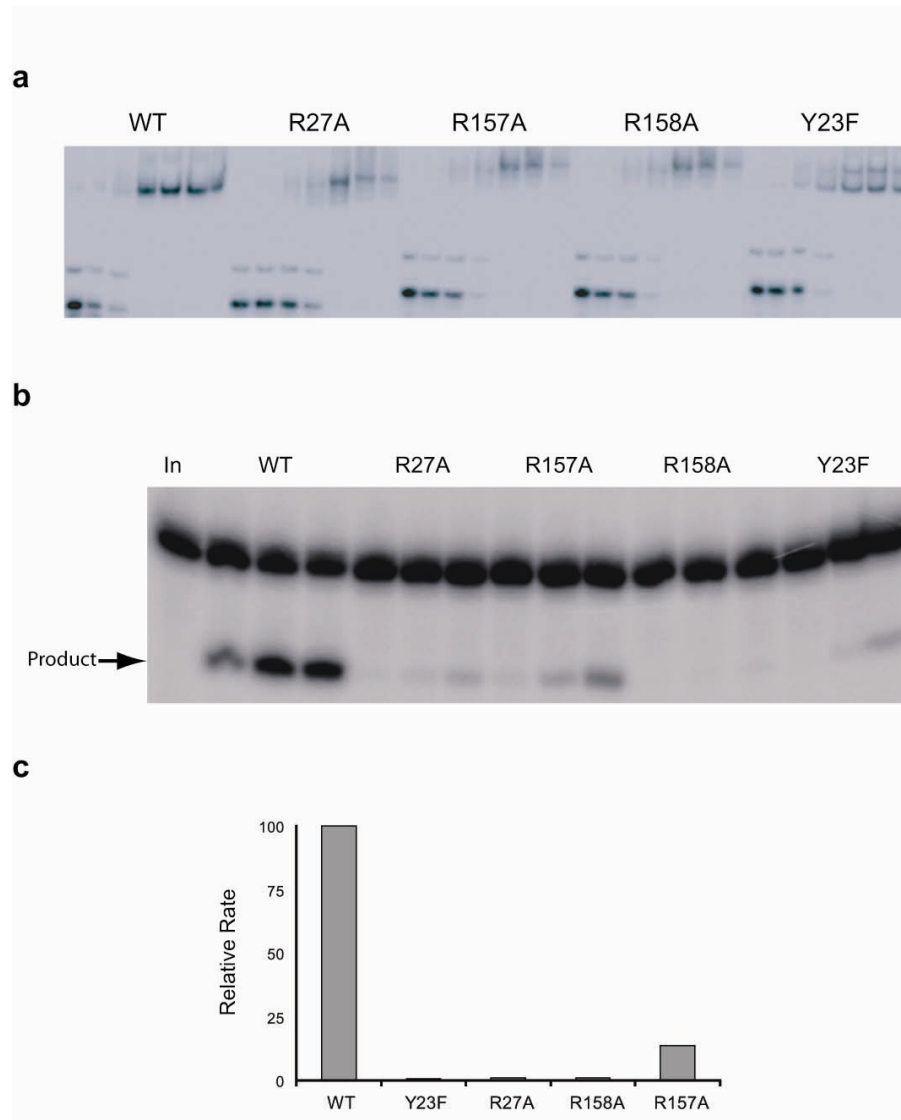 a
WT R27A R157A R158A Y23F
b
In WT R27A R157A R158A Y23F
Product
c
100
75
50
25
0
Relative Rate
WT Y23F R27A R158A R157A